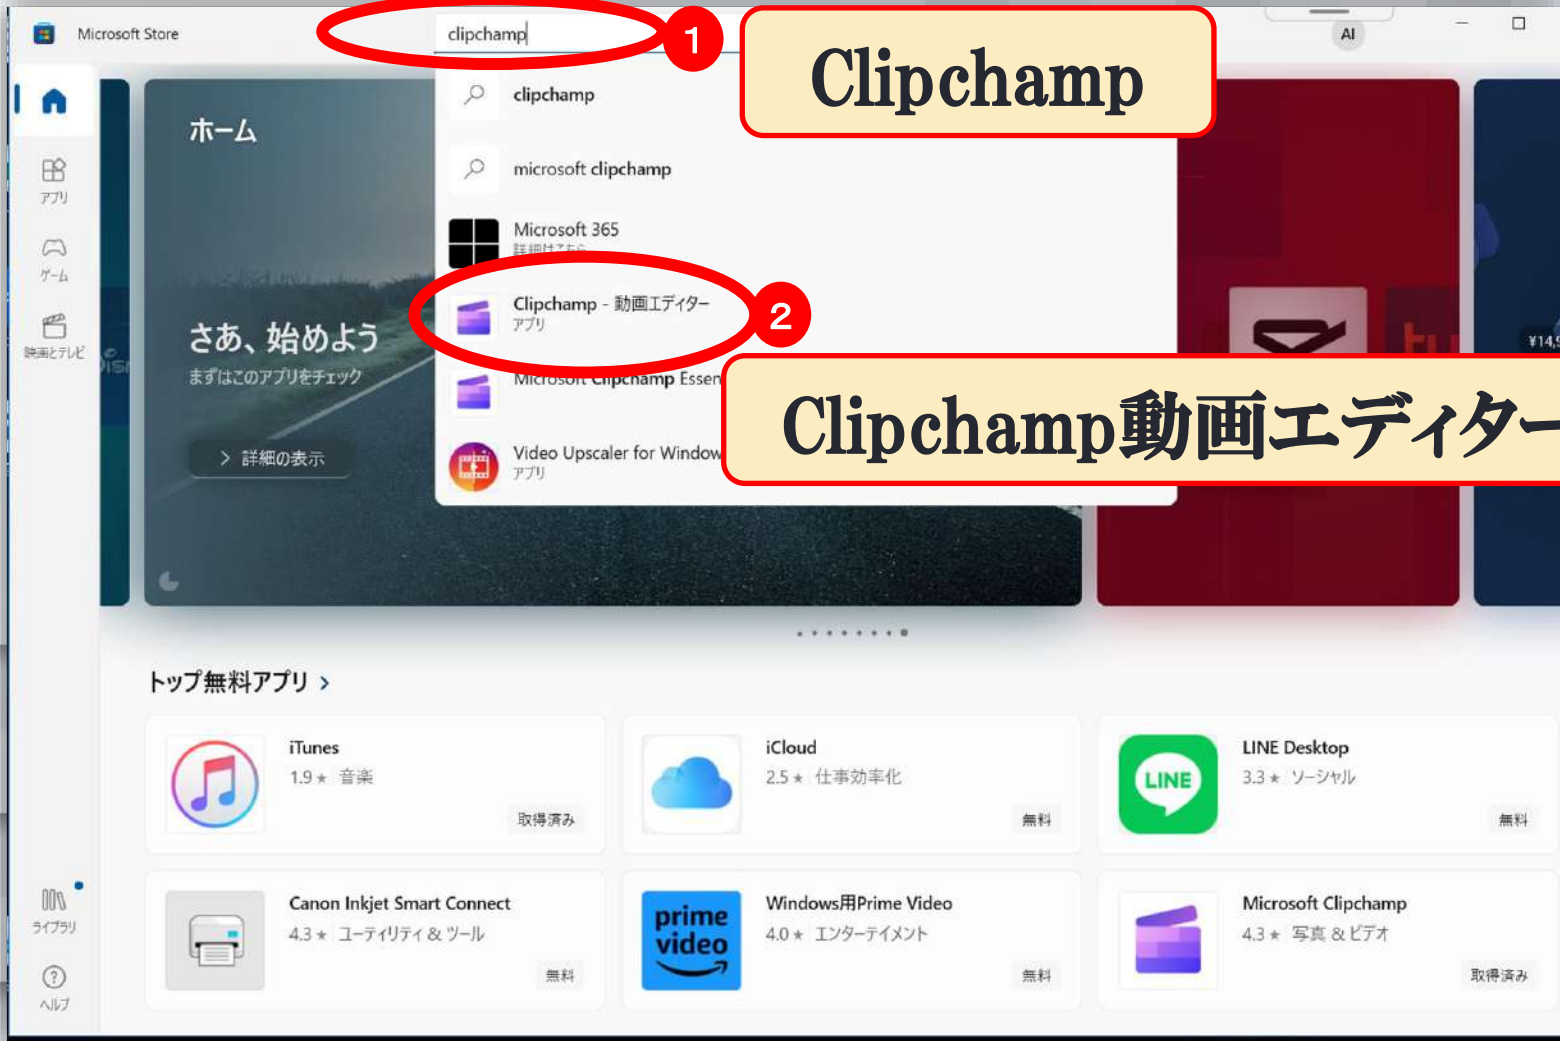 Microsoft Store
clipchamp
1
Clipchamp
AI
clipchamp
microsoft clipchamp
Microsoft 365
詳細はこちら
Clipchamp - 動画エディター
アプリ
2
Microsoft Clipchamp Essen
Clipchamp動画エディター
Video Upscaler for Window
アプリ
ホーム
さあ、始めよう
まずはこのアプリをチェック
> 詳細の表示
アプリ
ゲーム
映画とテレビ
ライブラリ
ヘルプ
¥14,9
トップ無料アプリ >
iTunes
1.9★ 音楽
取得済み
iCloud
2.5★ 仕事効率化
無料
LINE
LINE Desktop
3.3★ ソーシャル
無料
Canon Inkjet Smart Connect
4.3★ ユーティリティ & ツール
無料
prime
video
Windows用Prime Video
4.0★ エンターテイメント
無料
Microsoft Clipchamp
4.3★ 写真 & ビデオ
取得済み